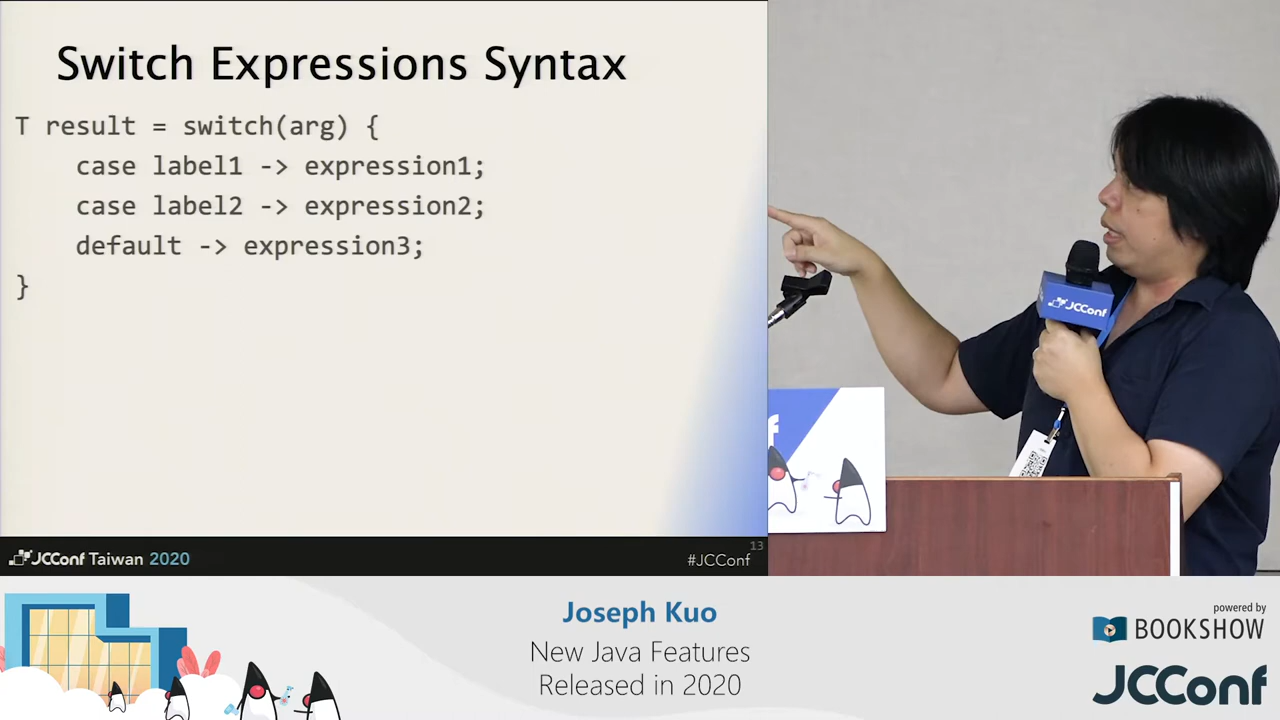 Switch Expressions Syntax
T result = switch(arg) {
    case label1 -> expression1;
    case label2 -> expression2;
    default -> expression3;
}
JCConf
f
JCConf Taiwan 2020
#JCConf
13
Joseph Kuo
New Java Features
Released in 2020
powered by
BOOKSHOW
JCConf